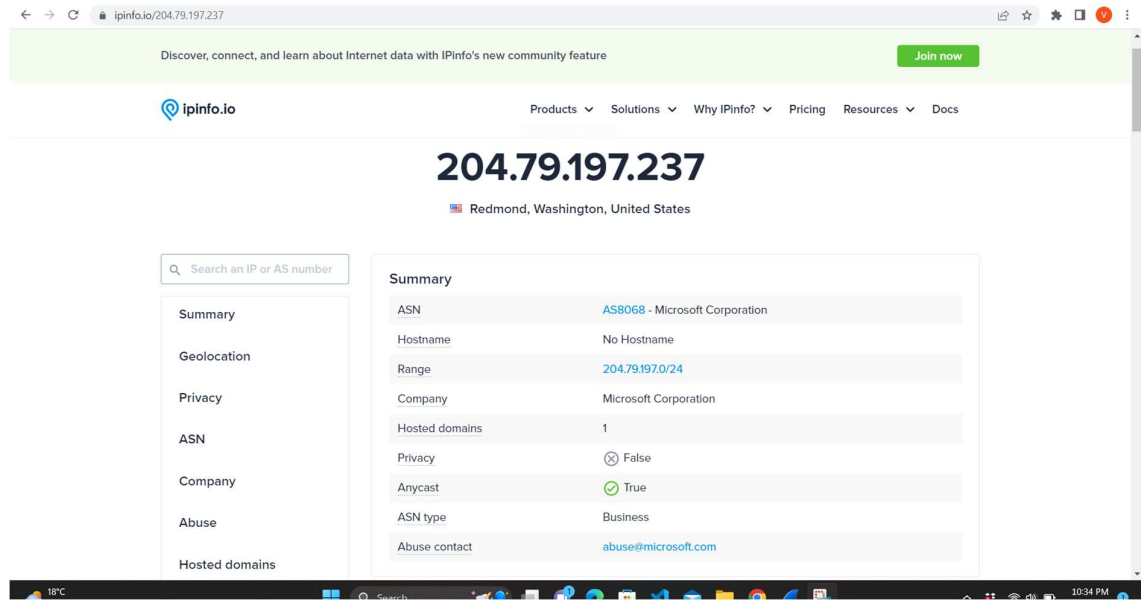 ipinfo.io/204.79.197.237
V
Discover, connect, and learn about Internet data with IPinfo's new community feature
Join now
ipinfo.io
Products Solutions Why IPinfo? Pricing Resources Docs
204.79.197.237
Redmond, Washington, United States
Search an IP or AS number
Summary
Geolocation
Privacy
ASN
Company
Abuse
Hosted domains
Summary
ASN AS8068 - Microsoft Corporation
Hostname No Hostname
Range 204.79.197.0/24
Company Microsoft Corporation
Hosted domains 1
Privacy False
Anycast True
ASN type Business
Abuse contact abuse@microsoft.com
18°C
Search
1
10:34 PM
1